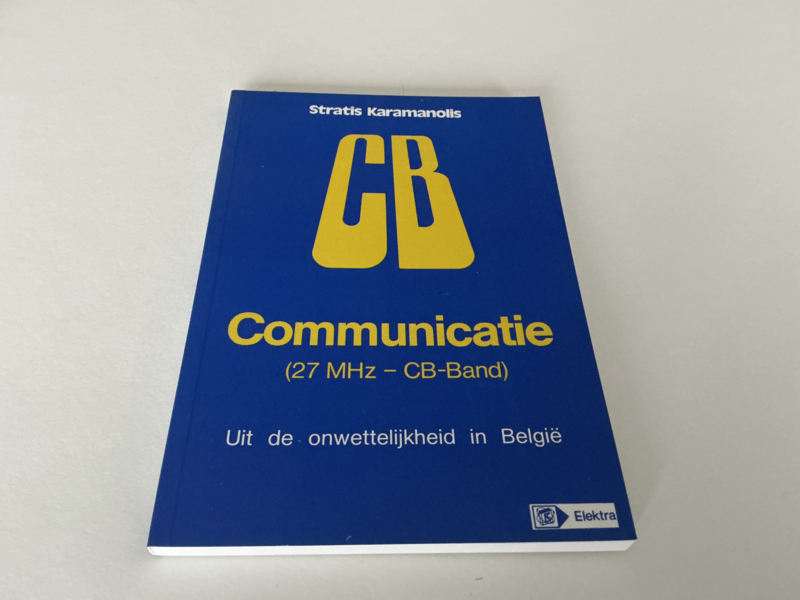 Stratis Karamanolis
CB
Communicatie
(27 MHz – CB-Band)
Uit de onwettelijkheid in België
Elektra